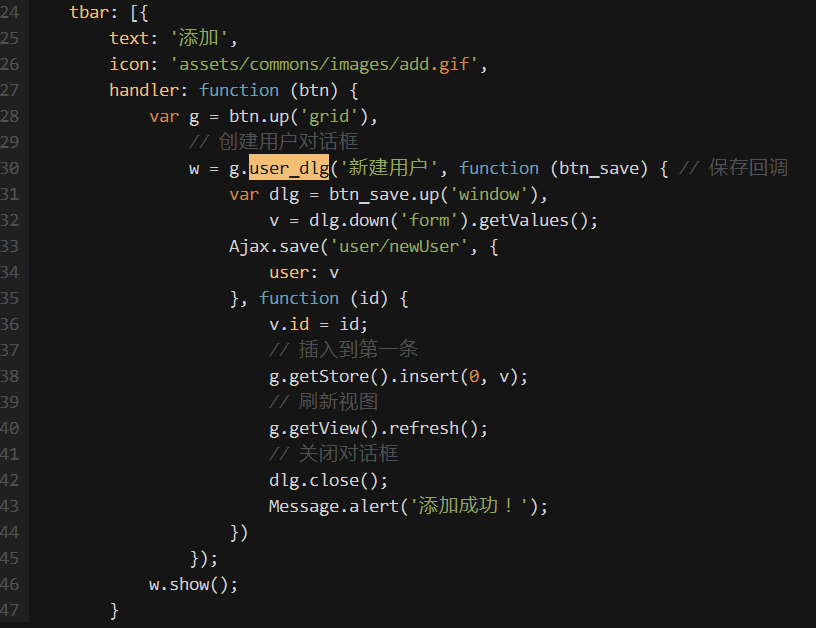 24 tbar: [{
25 text: '添加',
26 icon: 'assets/commons/images/add.gif',
27 handler: function (btn) {
28 var g = btn.up('grid'),
29 // 创建用户对话框
30 w = g.user_dlg('新建用户', function (btn_save) { // 保存回调
31 var dlg = btn_save.up('window'),
32 v = dlg.down('form').getValues();
33 Ajax.save('user/newUser', {
34 user: v
35 }, function (id) {
36 v.id = id;
37 // 插入到第一条
38 g.getStore().insert(0, v);
39 // 刷新视图
40 g.getView().refresh();
41 // 关闭对话框
42 dlg.close();
43 Message.alert('添加成功！');
44 })
45 });
46 w.show();
47 }